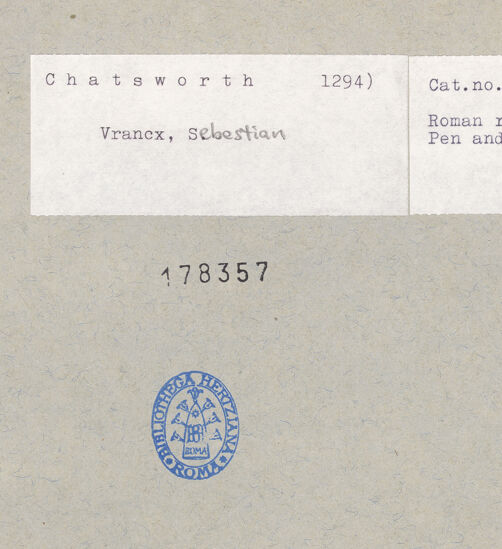 Chatsworth 1294)
Vrancx, Sebestian
Cat.no.
Roman r
Pen and
178357
BIBLIOTHECA HERTZIANA
ROMA
ROMA